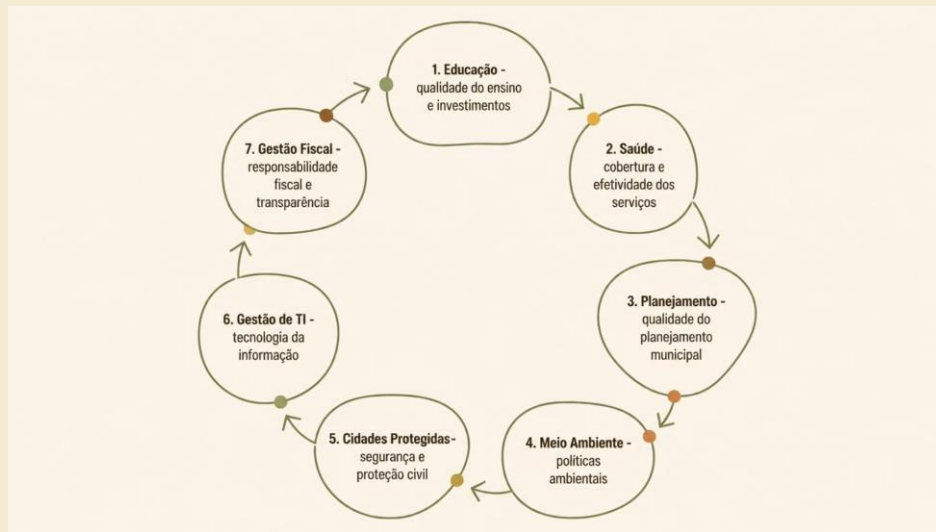 1. Educação -
qualidade do ensino
e investimentos
2. Saúde -
cobertura e
efetividade dos
serviços
3. Planejamento -
qualidade do
planejamento
municipal
4. Meio Ambiente -
políticas
ambientais
5. Cidades Protegidas-
segurança e
proteção civil
6. Gestão de TI -
tecnologia da
informação
7. Gestão Fiscal -
responsabilidade
fiscal e
transparência